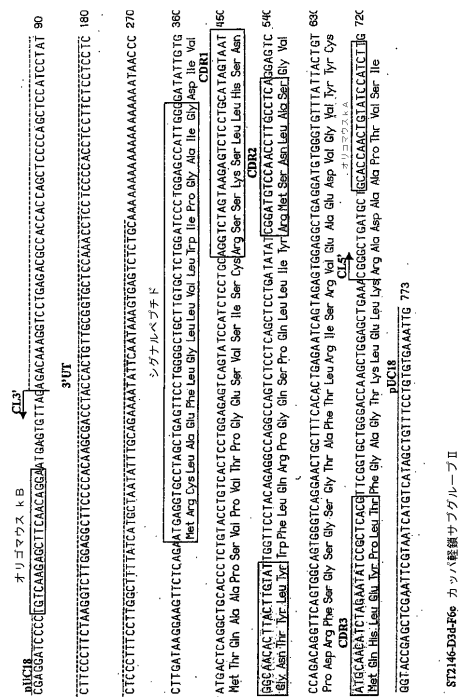 CL3'
オリゴマウス kB
pUC18
CGAGGATCCCCTGTCAAGAGCTTCAACAGGAATGAGTGTTAGAGACAAAGGTCCTGAGACGCCACCACCAGCTCCCCAGCTCCATCCTAT 90
3'UT
CTTCCCTTCTAAGGTCTTGGAGGCTTCCCCACAAGCGACCTACCACTGTTGCGGTGCTCCAAACCTCCTCCCCACCTCCTTCTCCTCCTC 180
CTCCCTTTCCTTGGCTTTTATCATGCTAATATTTGCAGAAAATATTCAATAAAGTGAGTCTCTGCAAAAAAAAAAAAAAAAAAATAACCC 270
シグナルペプチド
CTTGATAAGGAAGTTCTCAGAATGAGGTGCCTAGCTGAGTTCCTGGGGCTGCTTGTGCTCTGGATCCCTGGAGCCATTGGGGATATTGTG 360
Met Arg Cys Leu Ala Glu Phe Leu Gly Leu Leu Val Leu Trp Ile Pro Gly Ala Ile Gly Asp Ile Val
CDR1
ATGACTCAGGCTGCACCCTCTGTACCTGTCACTCCTGGAGAGTCAGTATCCATCTCCTGCAGGTCTAGTAAGAGTCTCCTGCATAGTAAT 450
Met Thr Gln Ala Ala Pro Ser Val Pro Val Thr Pro Gly Glu Ser Val Ser Ile Ser Cys Arg Ser Ser Lys Ser Leu Leu His Ser Asn
CDR2
GGCAACACTTACTTGTATTGGTTCCTACAGAGGCCAGGCCAGTCTCCTCAGCTCCTGATATATCGGATGTCCAACCTTGCCTCAGGAGTC 540
Gly Asn Thr Tyr Leu Tyr Trp Phe Leu Gln Arg Pro Gly Gln Ser Pro Gln Leu Leu Ile Tyr Arg Met Ser Asn Leu Ala Ser Gly Val
CCAGACAGGTTCAGTGGCAGTGGGTCAGGAACTGCTTTCACACTGAGAATCAGTAGAGTGGAGGCTGAGGATGTGGGTGTTTATTACTGT 630
Pro Asp Arg Phe Ser Gly Ser Gly Ser Gly Thr Ala Phe Thr Leu Arg Ile Ser Arg Val Glu Ala Glu Asp Val Gly Val Tyr Tyr Cys
CDR3
CL5'
オリゴマウス kA
ATGCAACATCTAGAATATCCGCTCACGTTCGGTGCTGGGACCAAGCTGGAGCTGAAACGGGCTGATGCTGCACCAACTGTATCCATCTTG 720
Met Gln His Leu Glu Tyr Pro Leu Thr Phe Gly Ala Gly Thr Lys Leu Glu Leu Lys Arg Ala Asp Ala Ala Pro Thr Val Ser Ile
pUC18
GGTACCGAGCTCGAATTCGTAATCATGTCATAGCTGTTTCCTGTGTGAAATTG 773
ST2146-D3d-F6e カッパ軽鎖サブグループⅡ